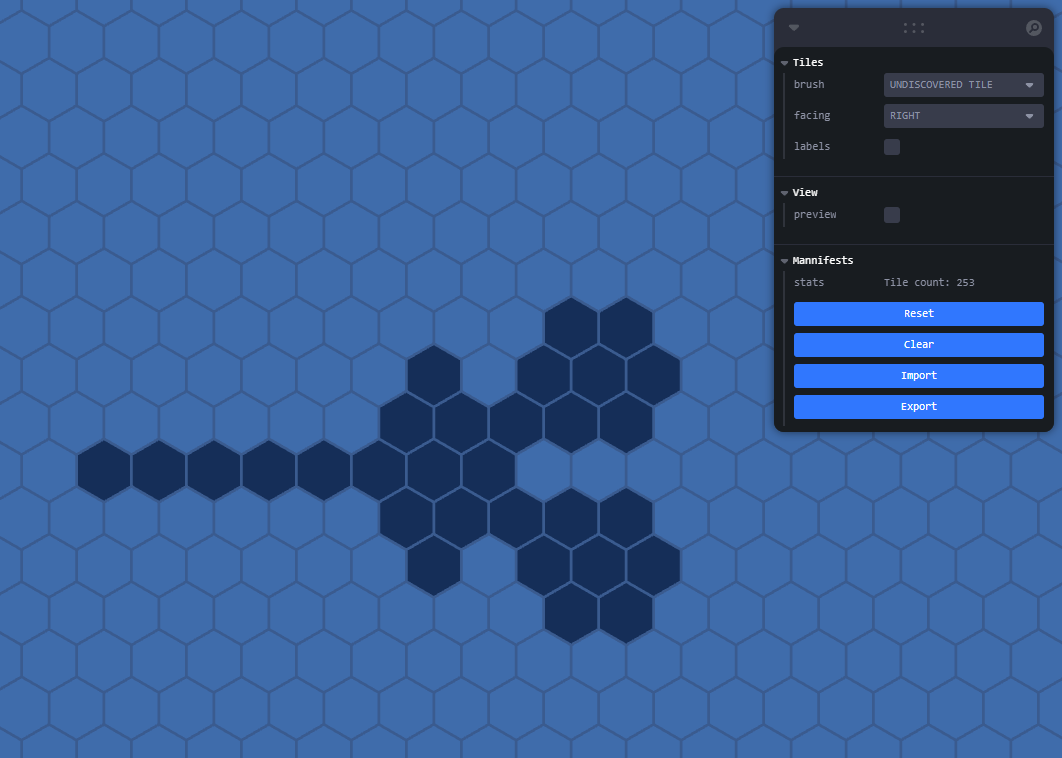 Tiles
brush UNDISCOVERED TILE
facing RIGHT
labels
View
preview
Mannifests
stats Tile count: 253
Reset
Clear
Import
Export